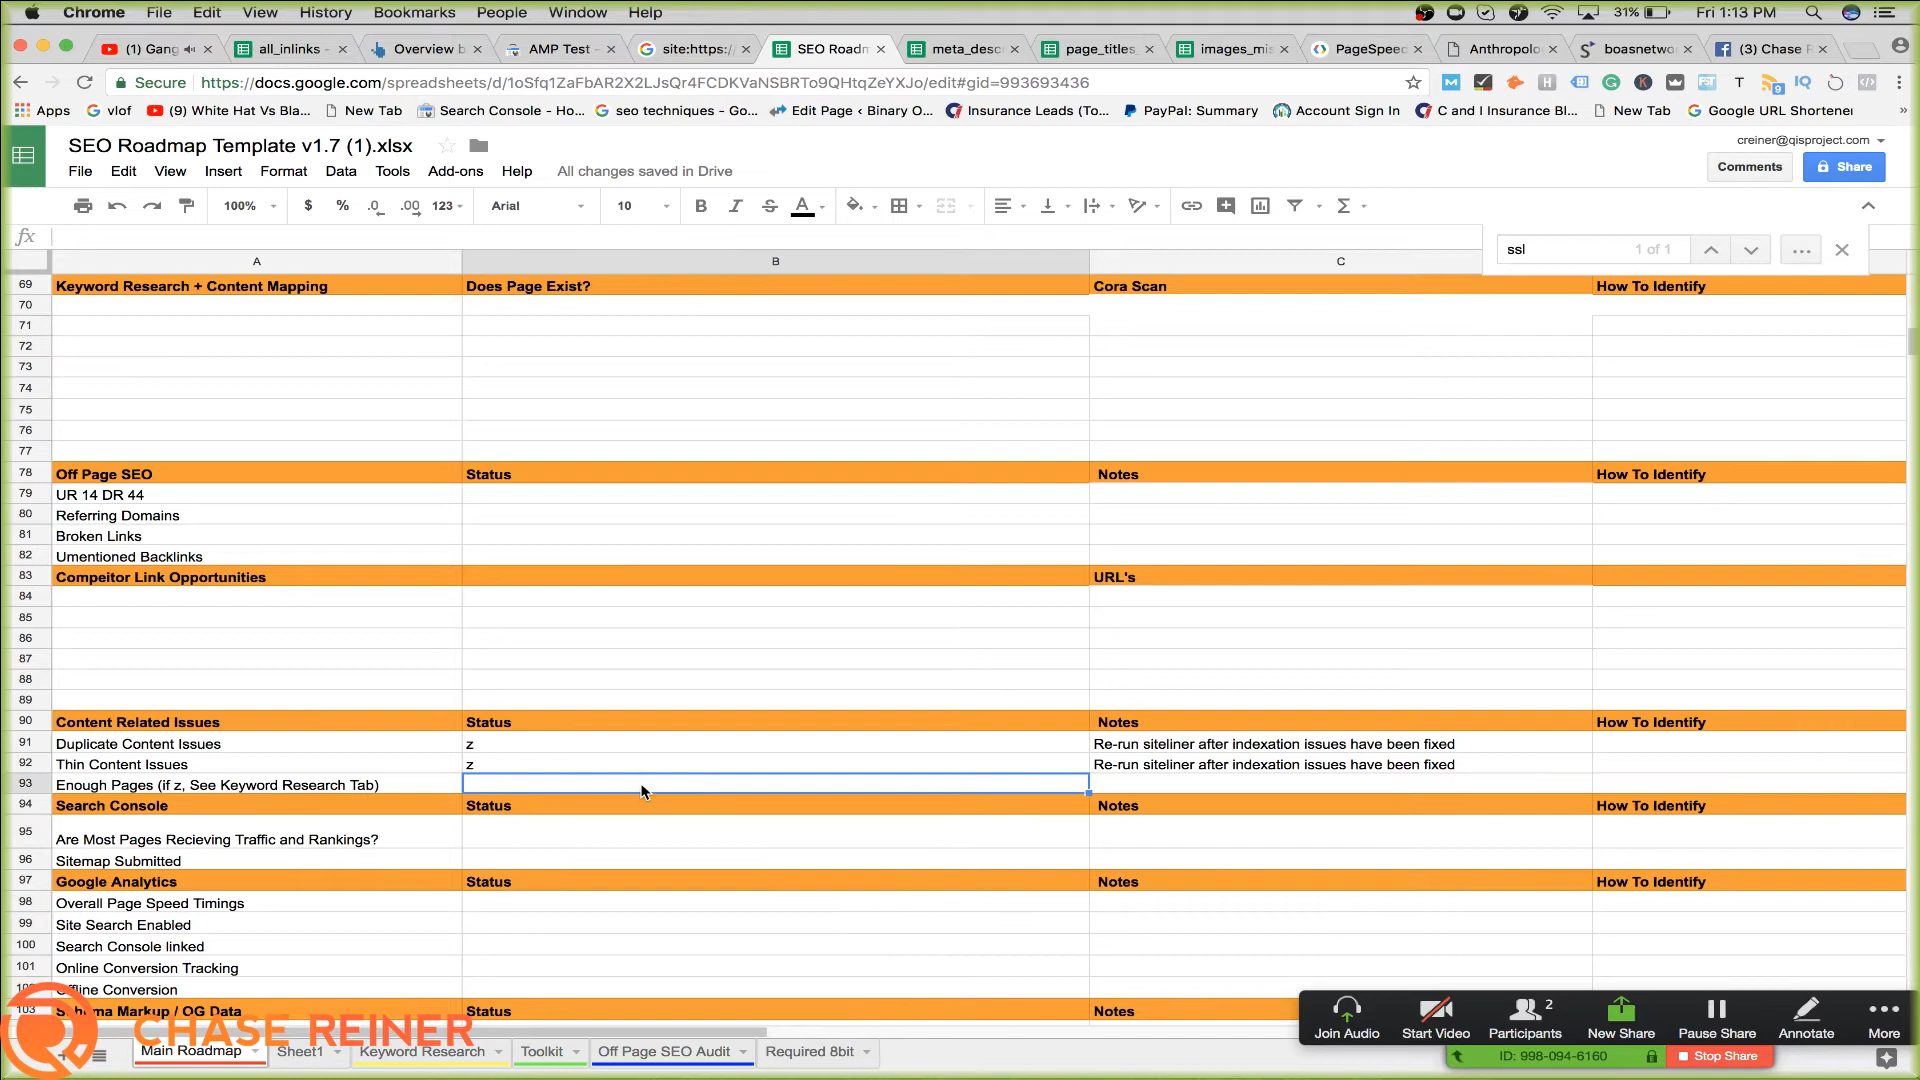 Chrome File Edit View History Bookmarks People Window Help 31% Fri 1:13 PM
(1) Gang all_inlinks - Overview b AMP Test - site:https:/ SEO Roadm meta_desc page_titles_ images_mis PageSpeed Anthropolo boasnetwo (3) Chase R
Secure https://docs.google.com/spreadsheets/d/1oSfq1ZaFbAR2X2LJsQr4FCDKVaNSBRTo9QHtqZeYXJo/edit#gid=993693436
Apps vlof (9) White Hat Vs Bla... New Tab Search Console - Ho... seo techniques - Go... Edit Page ‹ Binary O... Insurance Leads (To... PayPal: Summary Account Sign In C and I Insurance Bl... New Tab Google URL Shortener
SEO Roadmap Template v1.7 (1).xlsx
creiner@qisproject.com
File Edit View Insert Format Data Tools Add-ons Help All changes saved in Drive
Comments Share
100% $ % .0 .00 123 Arial 10 B I S A
fx
ssl 1 of 1
A B C
69 Keyword Research + Content Mapping Does Page Exist? Cora Scan How To Identify
70
71
72
73
74
75
76
77
78 Off Page SEO Status Notes How To Identify
79 UR 14 DR 44
80 Referring Domains
81 Broken Links
82 Umentioned Backlinks
83 Compeitor Link Opportunities URL's
84
85
86
87
88
89
90 Content Related Issues Status Notes How To Identify
91 Duplicate Content Issues z Re-run siteliner after indexation issues have been fixed
92 Thin Content Issues z Re-run siteliner after indexation issues have been fixed
93 Enough Pages (if z, See Keyword Research Tab)
94 Search Console Status Notes How To Identify
95 Are Most Pages Recieving Traffic and Rankings?
96 Sitemap Submitted
97 Google Analytics Status Notes How To Identify
98 Overall Page Speed Timings
99 Site Search Enabled
100 Search Console linked
101 Online Conversion Tracking
Offline Conversion
103 Schema Markup / OG Data Status Notes
CHASE REINER
Join Audio Start Video Participants 2 New Share Pause Share Annotate More
Main Roadmap Sheet1 Keyword Research Toolkit Off Page SEO Audit Required 8bit
ID: 998-094-6160 Stop Share